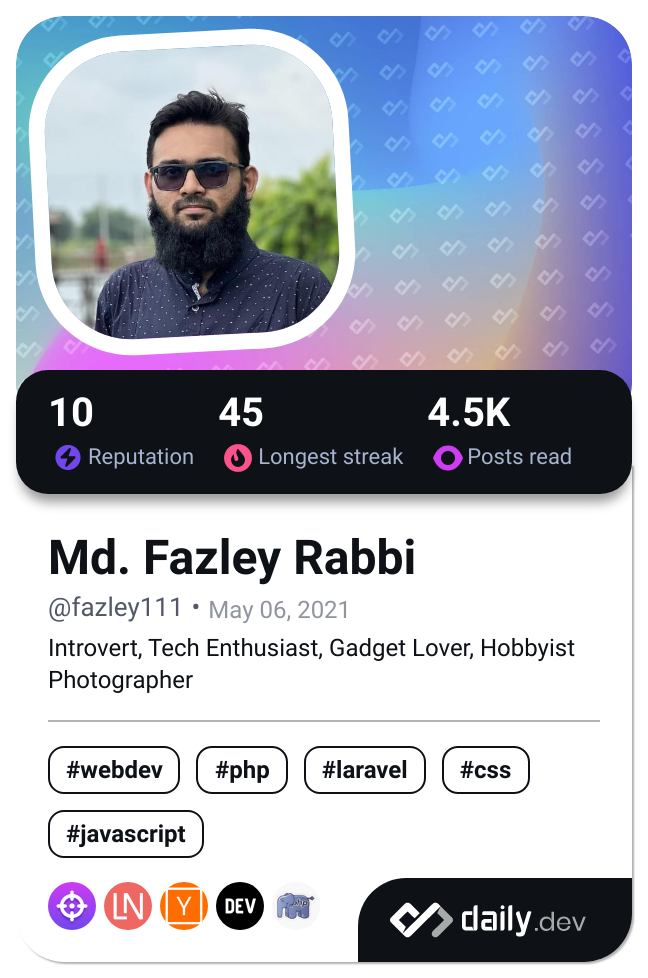 10 45 4.5K
Reputation Longest streak Posts read
Md. Fazley Rabbi
@fazley111 • May 06, 2021
Introvert, Tech Enthusiast, Gadget Lover, Hobbyist
Photographer
#webdev #php #laravel #css
#javascript
LN Y DEV php
daily.dev